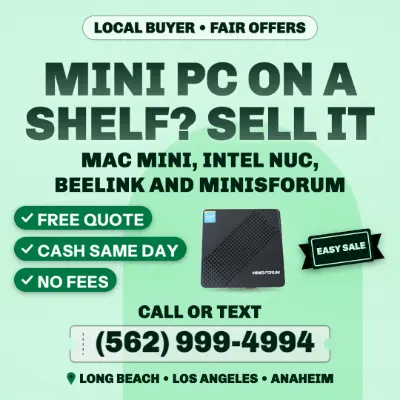 LOCAL BUYER • FAIR OFFERS
MINI PC ON A
SHELF? SELL IT
MAC MINI, INTEL NUC,
BEELINK AND MINISFORUM
FREE QUOTE
CASH SAME DAY
NO FEES
MINISFORUM
EASY SALE
CALL OR TEXT
(562) 999-4994
LONG BEACH • LOS ANGELES • ANAHEIM